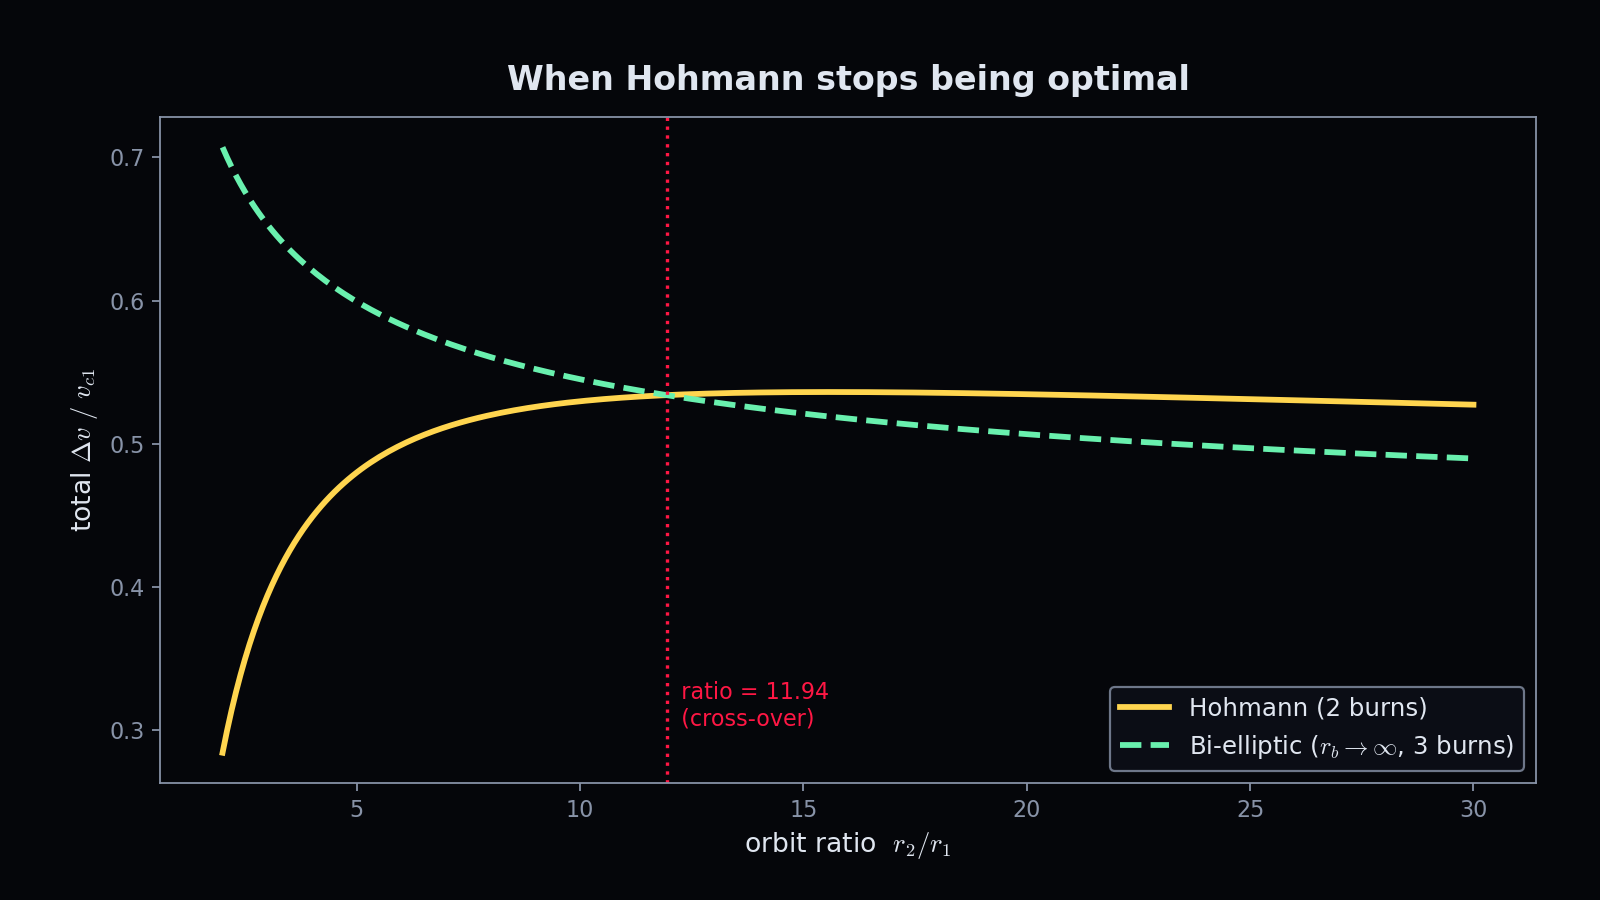 When Hohmann stops being optimal
total Δv / v_c1
0.7
0.6
0.5
0.4
0.3
ratio = 11.94
(cross-over)
Hohmann (2 burns)
Bi-elliptic (r_b → ∞, 3 burns)
5 10 15 20 25 30
orbit ratio r_2/r_1